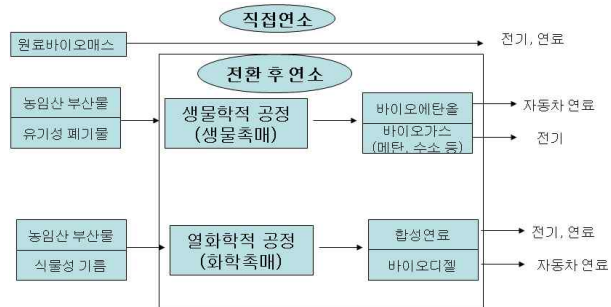 직접연소
원료바이오매스
전기, 연료
전환 후 연소
농임산 부산물
유기성 폐기물
생물학적 공정
(생물촉매)
바이오에탄올
바이오가스
(메탄, 수소 등)
자동차 연료
전기
농임산 부산물
식물성 기름
열화학적 공정
(화학촉매)
합성연료
바이오디젤
전기, 연료
자동차 연료